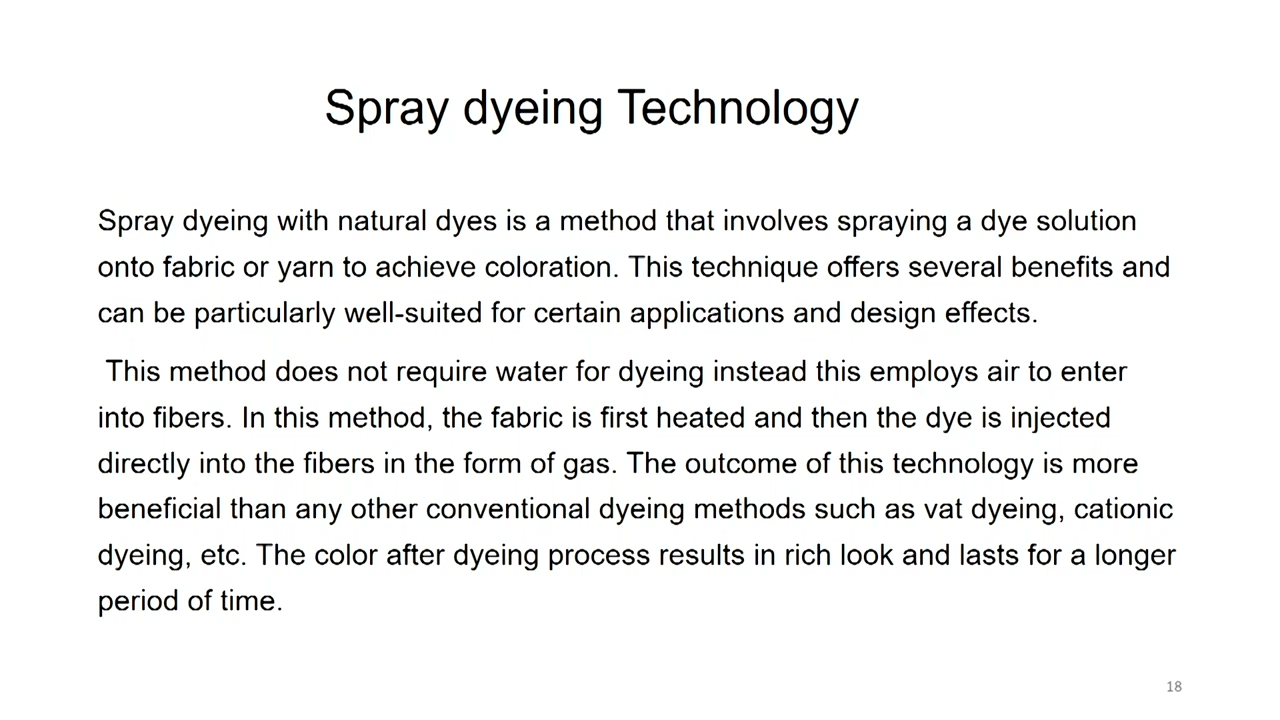 Spray dyeing Technology
Spray dyeing with natural dyes is a method that involves spraying a dye solution
onto fabric or yarn to achieve coloration. This technique offers several benefits and
can be particularly well-suited for certain applications and design effects.
This method does not require water for dyeing instead this employs air to enter
into fibers. In this method, the fabric is first heated and then the dye is injected
directly into the fibers in the form of gas. The outcome of this technology is more
beneficial than any other conventional dyeing methods such as vat dyeing, cationic
dyeing, etc. The color after dyeing process results in rich look and lasts for a longer
period of time.
18